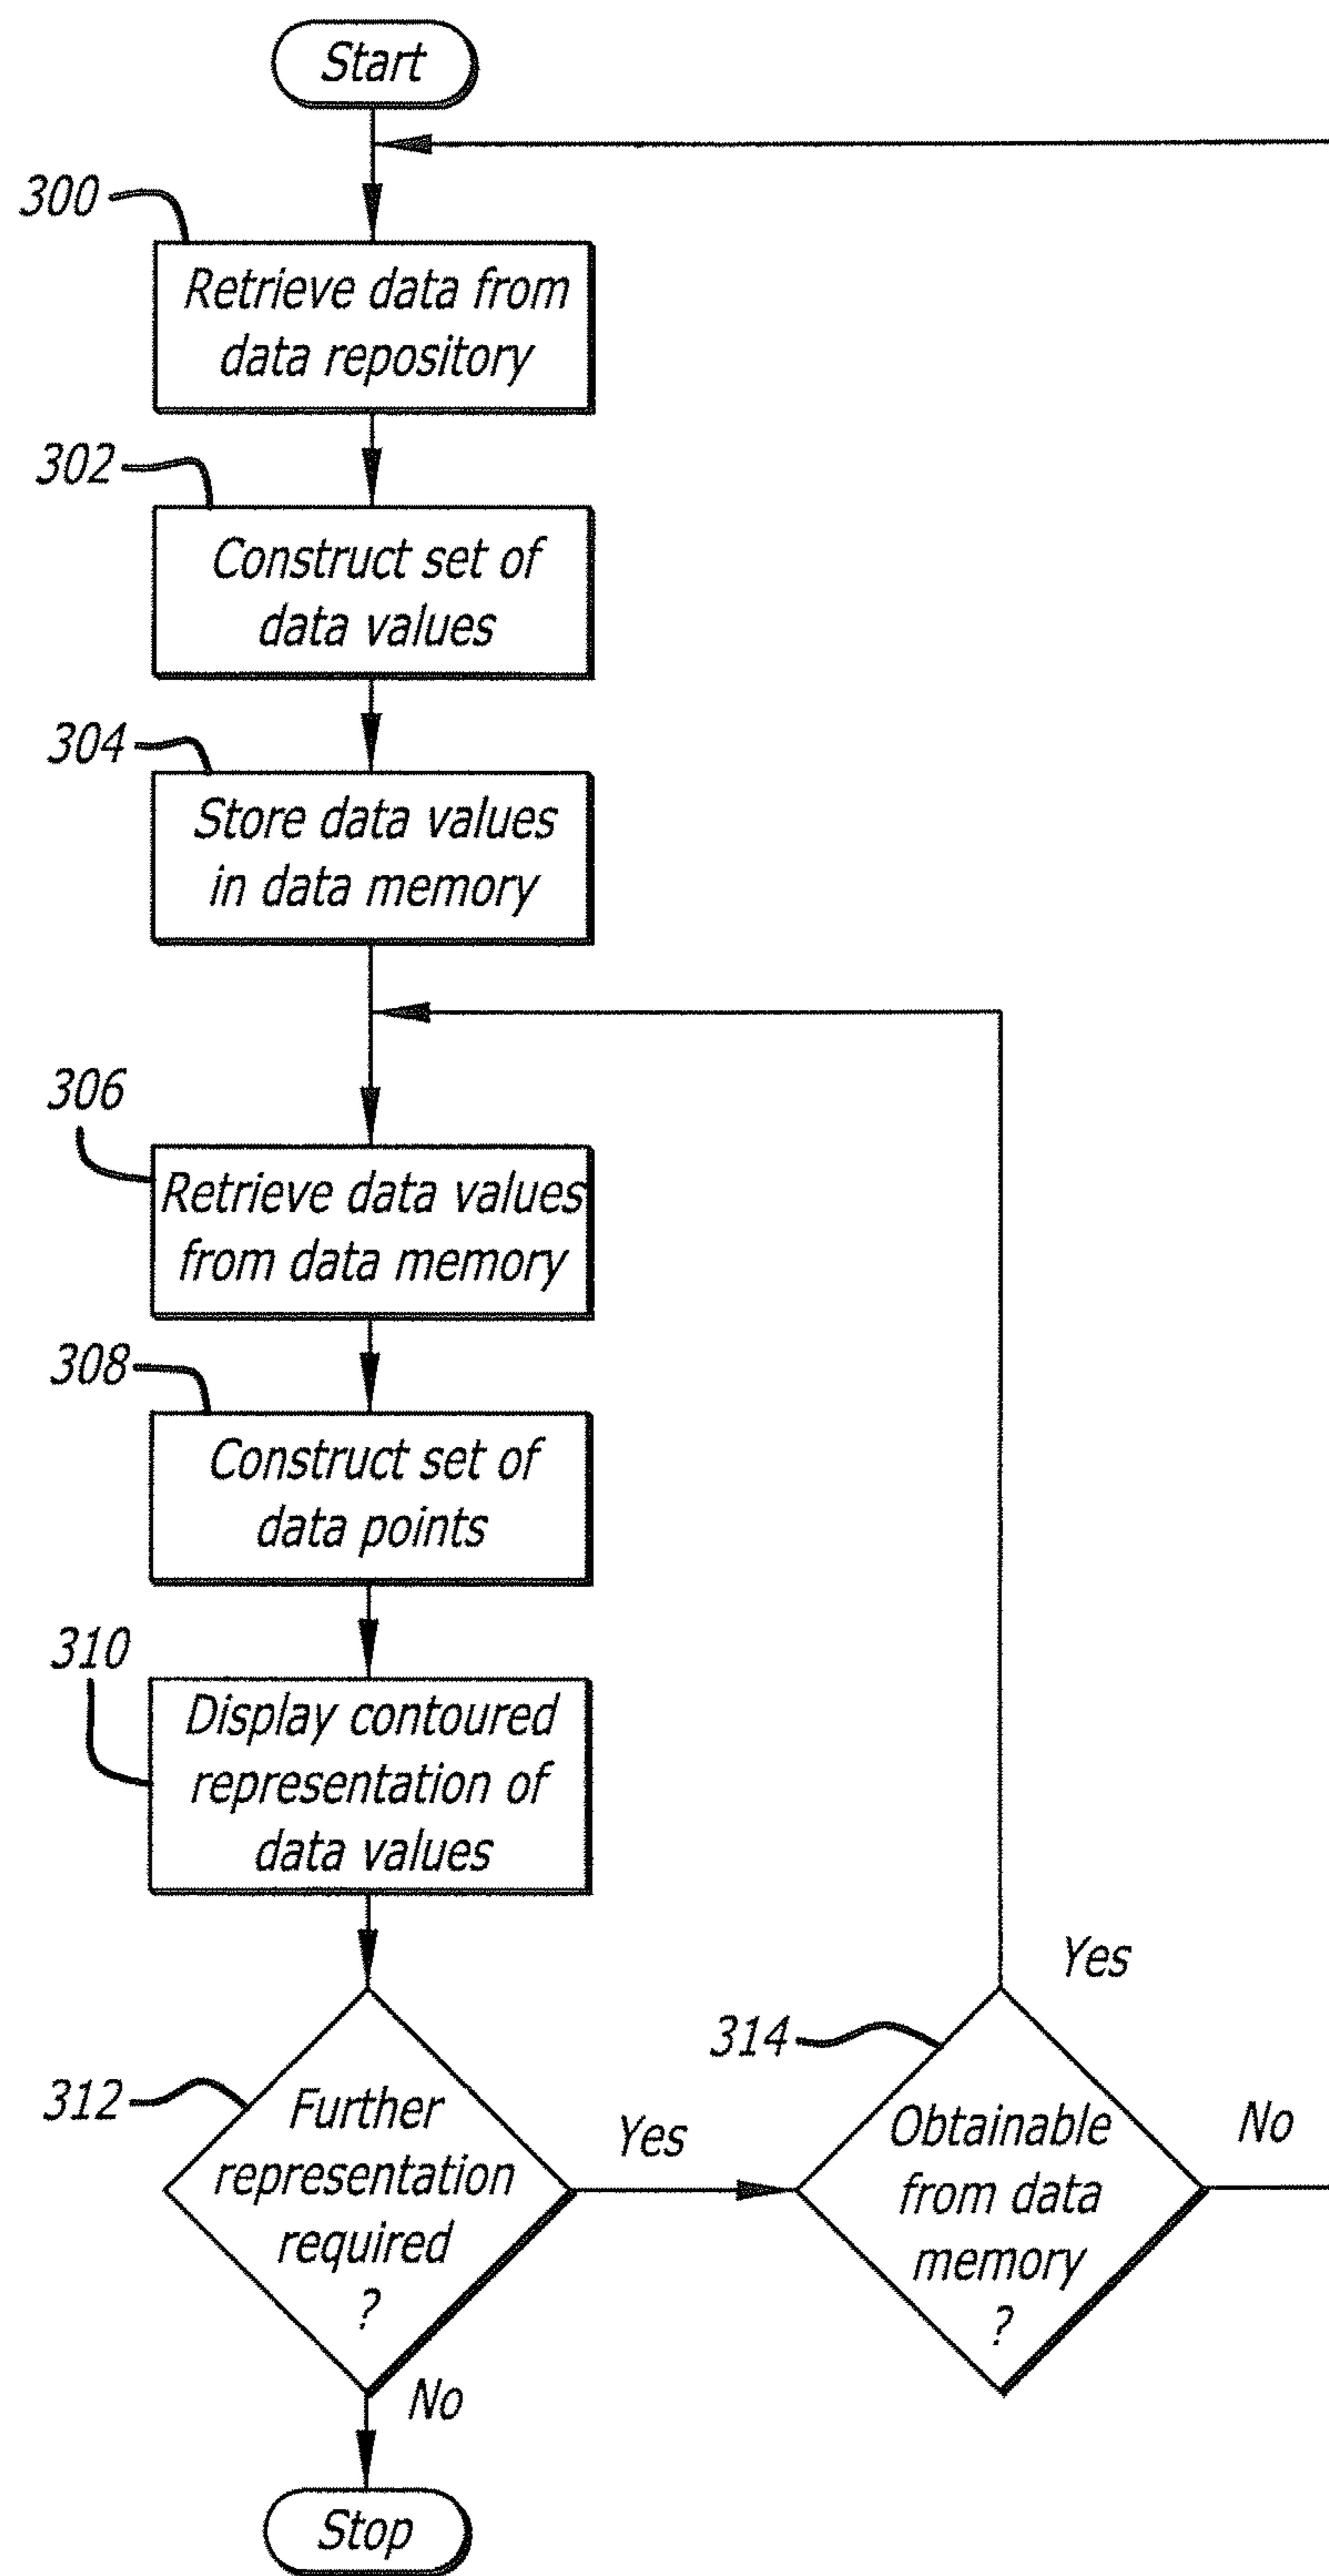 Start
300
Retrieve data from
data repository
302
Construct set of
data values
304
Store data values
in data memory
306
Retrieve data values
from data memory
308
Construct set of
data points
310
Display contoured
representation of
data values
312
Further
representation
required
?
Yes
No
314
Obtainable
from data
memory
?
Yes
No
Stop